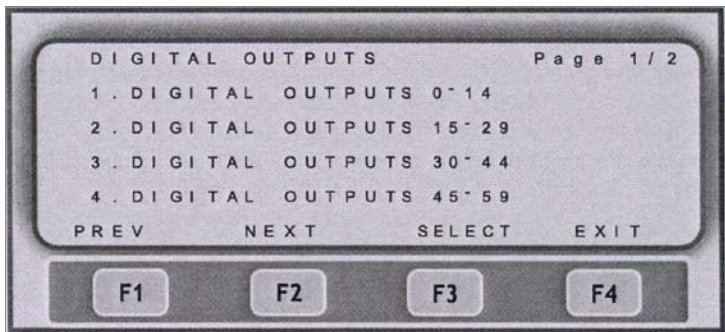 DIGITAL OUTPUTS Page 1/2
1.DIGITAL OUTPUTS 0-14
2.DIGITAL OUTPUTS 15-29
3.DIGITAL OUTPUTS 30-44
4.DIGITAL OUTPUTS 45-59
PREV NEXT SELECT EXIT
F1 F2 F3 F4